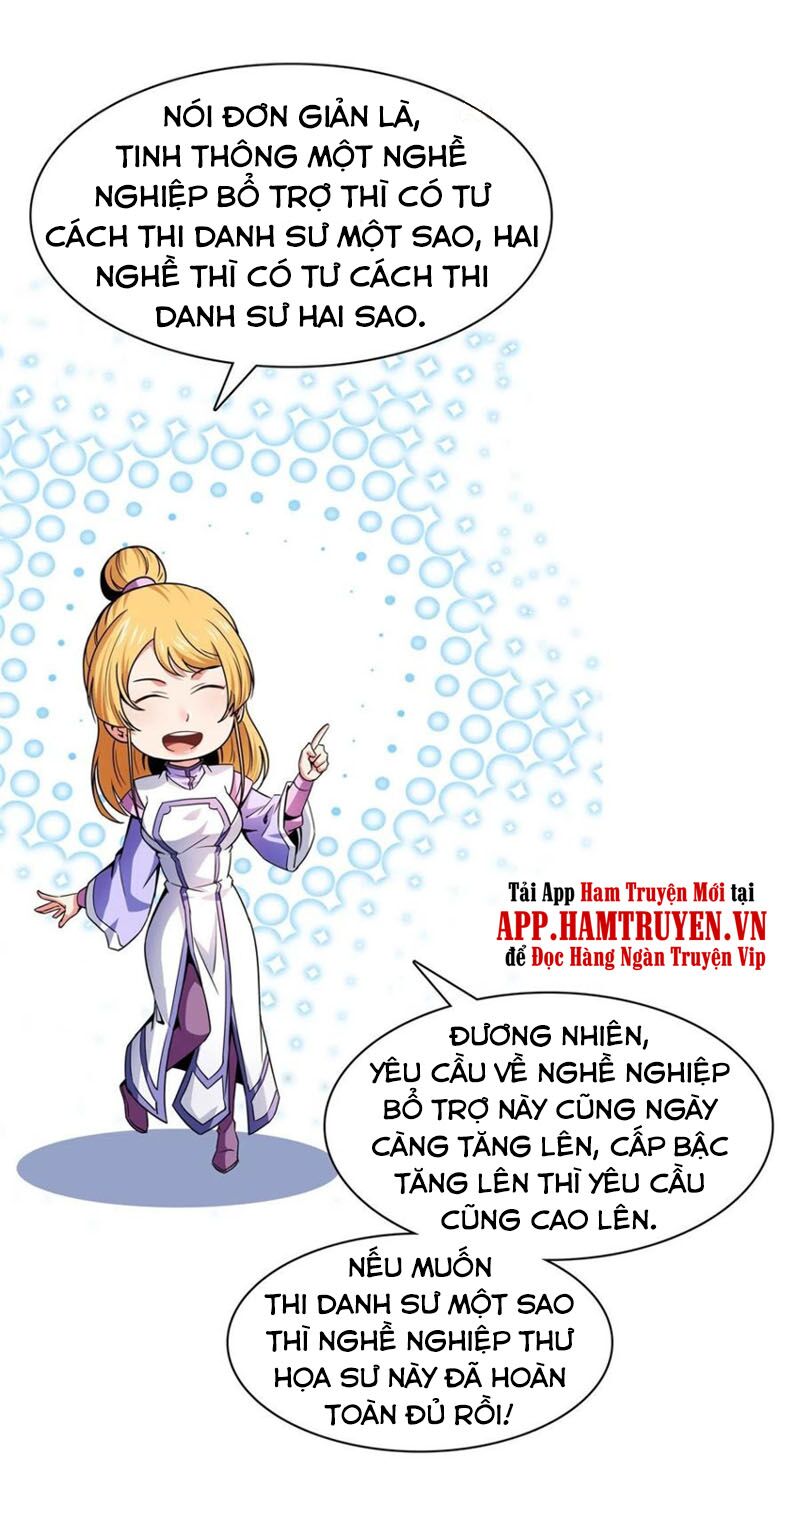 NÓI ĐƠN GIẢN LÀ,
TINH THÔNG MỘT NGHỀ
NGHIỆP BỔ TRỢ THÌ CÓ TƯ
CÁCH THI DANH SƯ MỘT SAO, HAI
NGHỀ THÌ CÓ TƯ CÁCH THI
DANH SƯ HAI SAO.
Tải App Ham Truyện Mới tại
APP.HAMTRUYEN.VN
để Đọc Hàng Ngàn Truyện Vip
ĐƯƠNG NHIÊN,
YÊU CẦU VỀ NGHỀ NGHIỆP
BỔ TRỢ NÀY CŨNG NGÀY
CÀNG TĂNG LÊN, CẤP BẬC
TĂNG LÊN THÌ YÊU CẦU
CŨNG CAO LÊN.
NẾU MUỐN
THI DANH SƯ MỘT SAO
THÌ NGHỀ NGHIỆP THƯ
HỌA SƯ NÀY ĐÃ HOÀN
TOÀN ĐỦ RỒI!